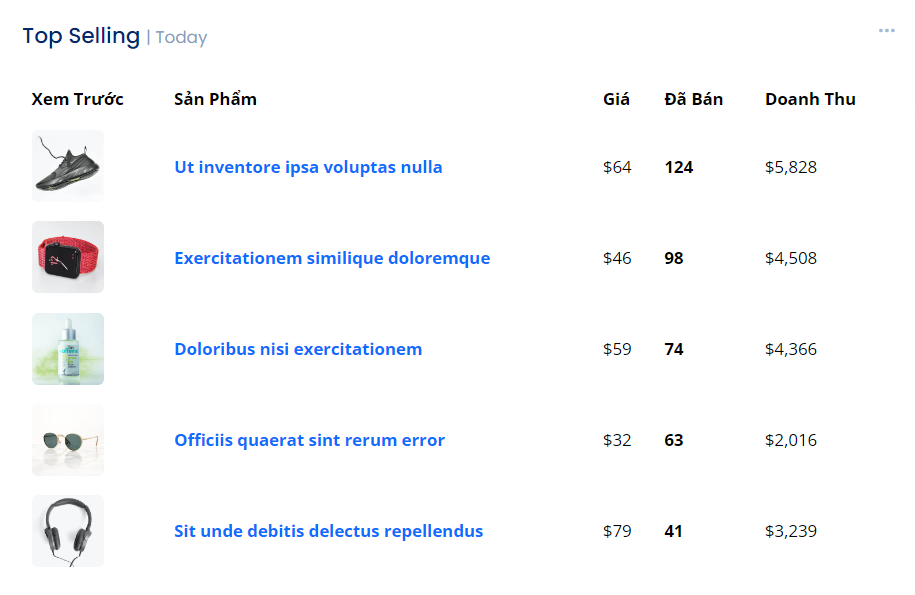 Top Selling | Today
Xem Trước Sản Phẩm Giá Đã Bán Doanh Thu
Ut inventore ipsa voluptas nulla $64 124 $5,828
Exercitationem similique doloremque $46 98 $4,508
Doloribus nisi exercitationem $59 74 $4,366
Officiis quaerat sint rerum error $32 63 $2,016
Sit unde debitis delectus repellendus $79 41 $3,239